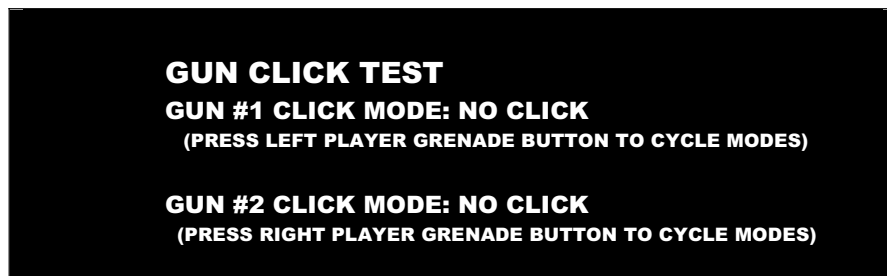 GUN CLICK TEST
GUN #1 CLICK MODE: NO CLICK
(PRESS LEFT PLAYER GRENADE BUTTON TO CYCLE MODES)
GUN #2 CLICK MODE: NO CLICK
(PRESS RIGHT PLAYER GRENADE BUTTON TO CYCLE MODES)